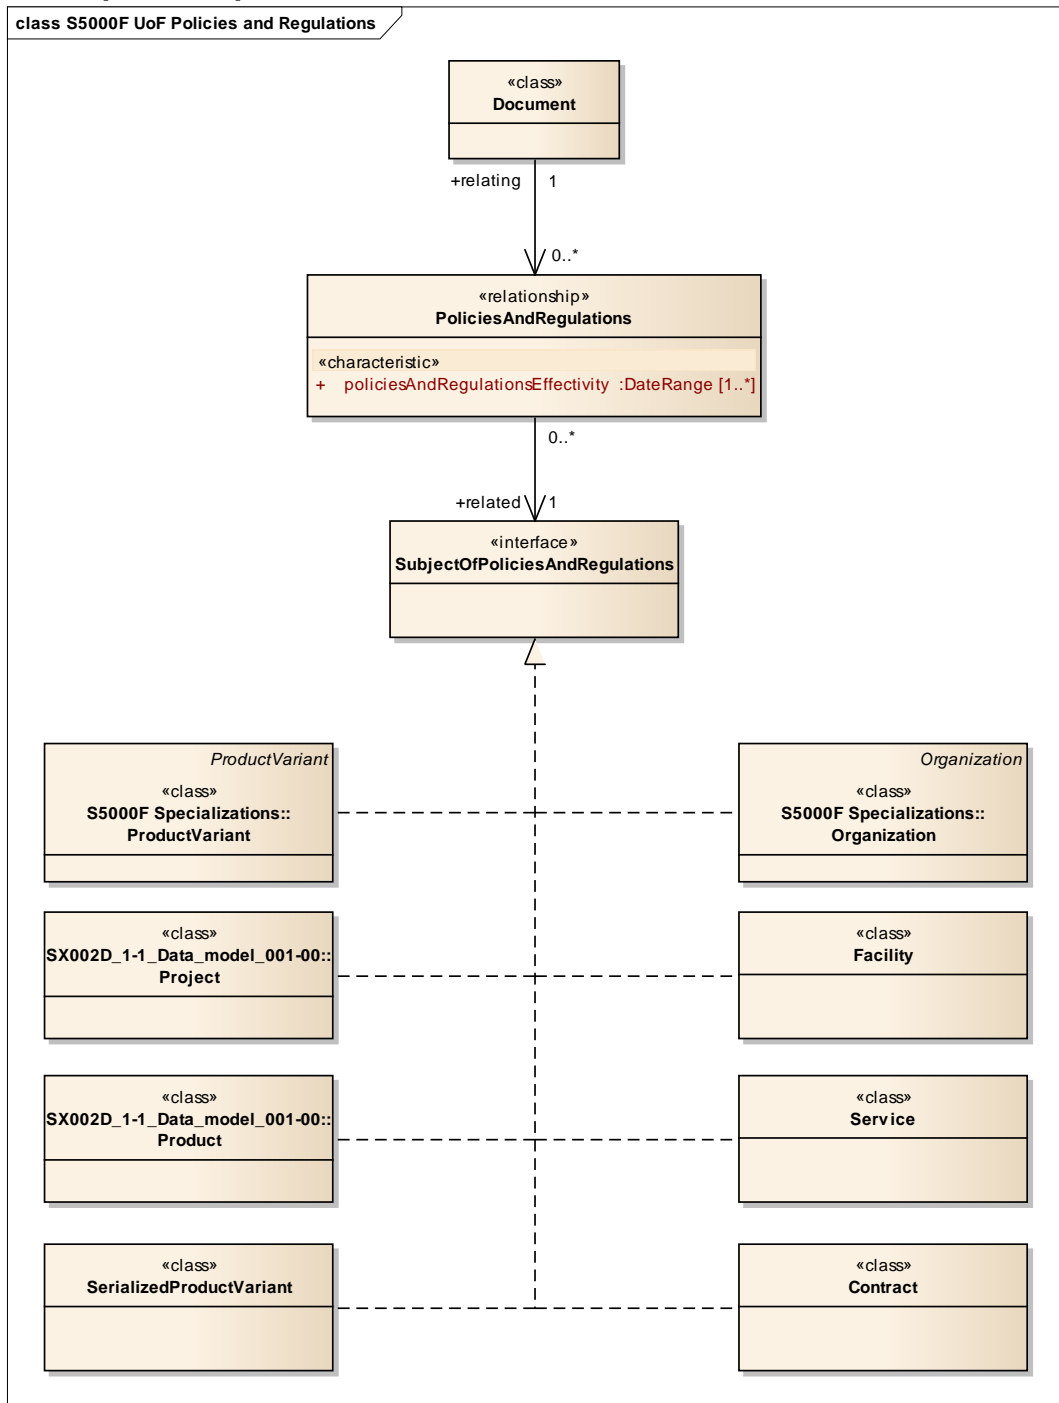 class S5000F UoF Policies and Regulations
«class»
Document
+relating 1
0..*
«relationship»
PoliciesAndRegulations
«characteristic»
+ policiesAndRegulationsEffectivity :DateRange [1..*]
0..*
+related 1
«interface»
SubjectOfPoliciesAndRegulations
ProductVariant
«class»
S5000F Specializations::
ProductVariant
Organization
«class»
S5000F Specializations::
Organization
«class»
SX002D_1-1_Data_model_001-00::
Project
«class»
Facility
«class»
SX002D_1-1_Data_model_001-00::
Product
«class»
Service
«class»
SerializedProductVariant
«class»
Contract